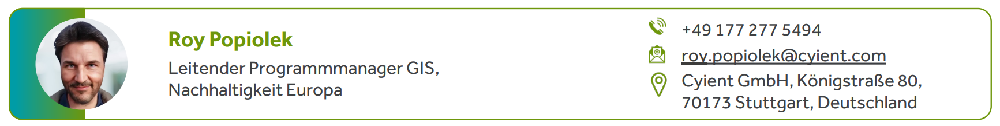 Roy Popiolek
Leitender Programmmanager GIS,
Nachhaltigkeit Europa
+49 177 277 5494
roy.popiolek@cyient.com
Cyient GmbH, Königstraße 80,
70173 Stuttgart, Deutschland